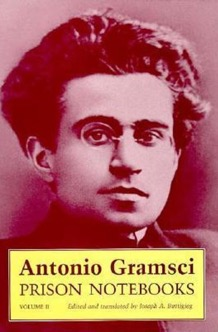 Antonio Gramsci
PRISON NOTEBOOKS
VOLUME II
Edited and translated by Joseph A. Buttigieg